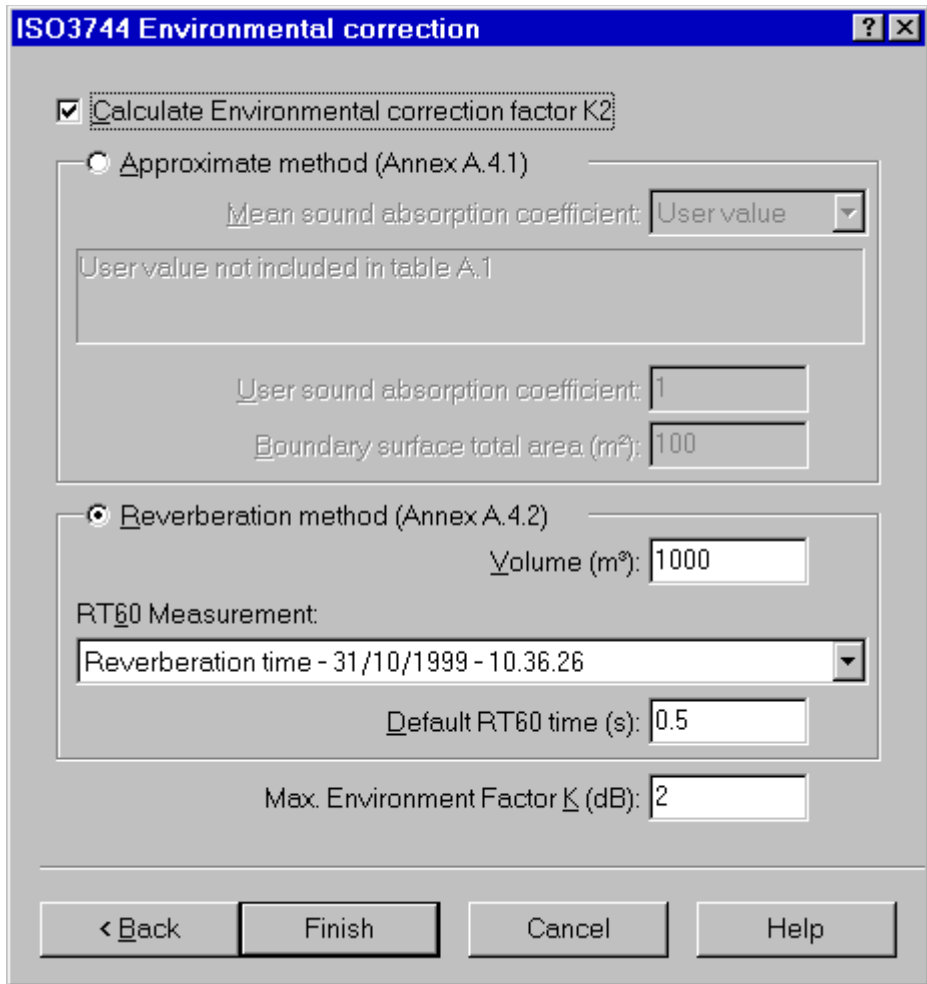 ISO3744 Environmental correction
Calculate Environmental correction factor K2
Approximate method (Annex A.4.1)
Mean sound absorption coefficient: User value
User value not included in table A.1
User sound absorption coefficient: 1
Boundary surface total area (m²): 100
Reverberation method (Annex A.4.2)
Volume (m³): 1000
RT60 Measurement:
Reverberation time - 31/10/1999 - 10.36.26
Default RT60 time (s): 0.5
Max. Environment Factor K (dB): 2
< Back Finish Cancel Help